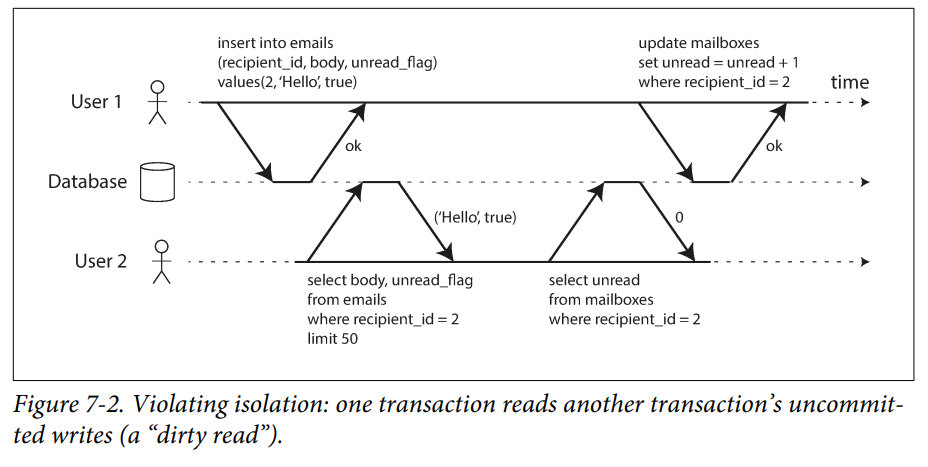 insert into emails
(recipient_id, body, unread_flag)
values(2, ‘Hello’, true)
update mailboxes
set unread = unread + 1
where recipient_id = 2
time
User 1
ok
ok
Database
(‘Hello’, true)
0
User 2
select body, unread_flag
from emails
where recipient_id = 2
limit 50
select unread
from mailboxes
where recipient_id = 2
Figure 7-2. Violating isolation: one transaction reads another transaction’s uncommit-
ted writes (a “dirty read”).